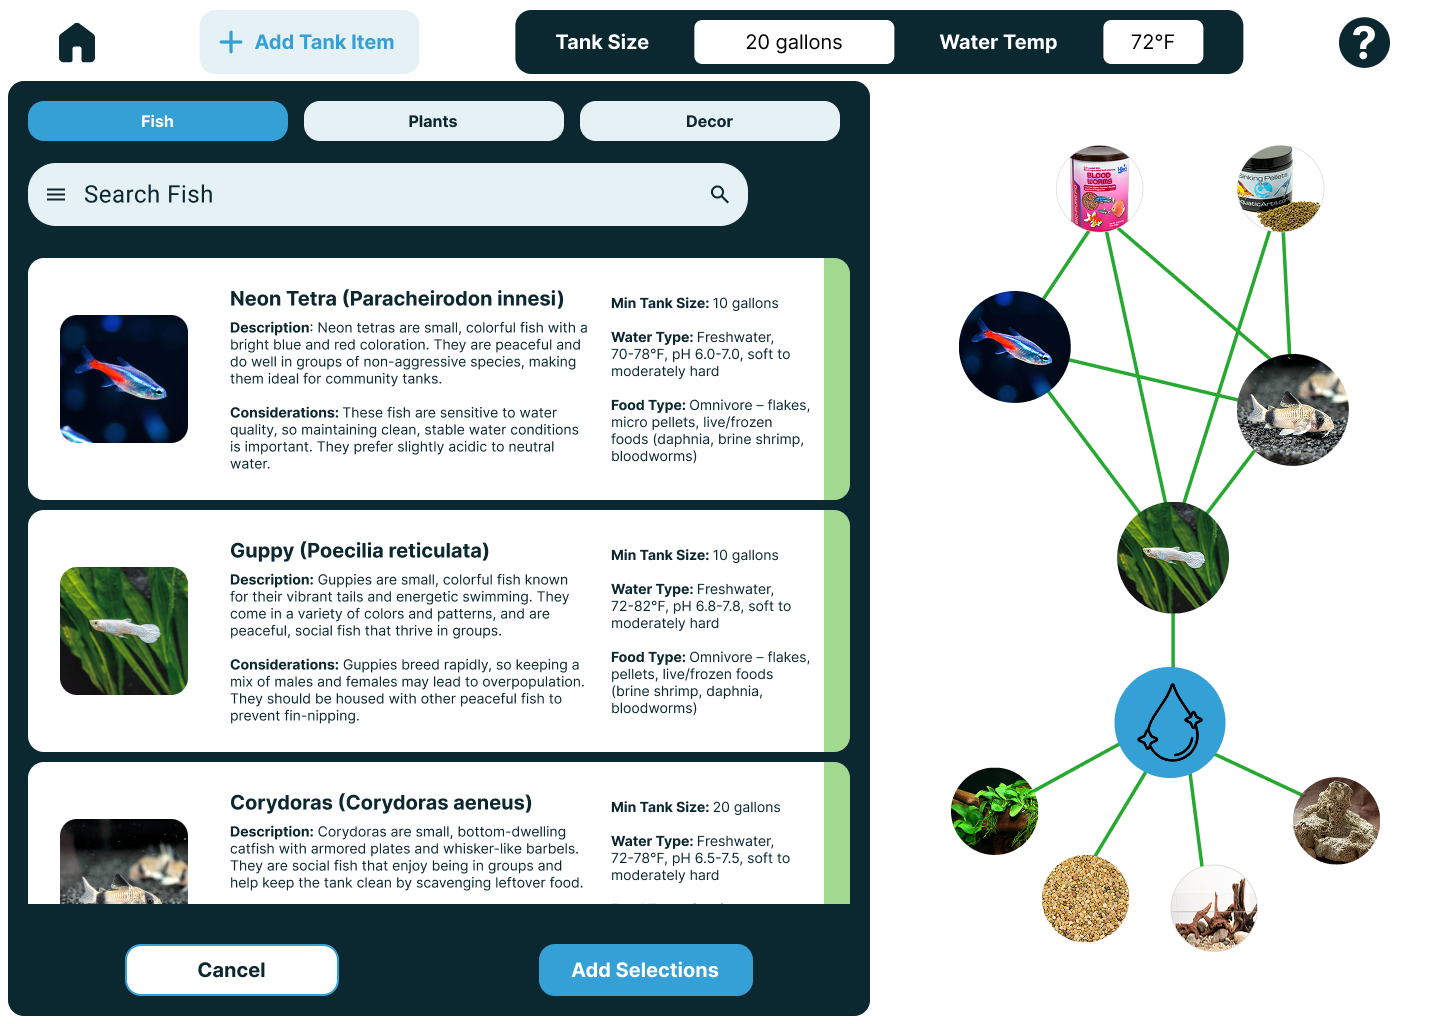 Add Tank Item
Tank Size
20 gallons
Water Temp
72°F
?
Fish
Plants
Decor
Search Fish
Neon Tetra (Paracheirodon innesi)
Description: Neon tetras are small, colorful fish with a
bright blue and red coloration. They are peaceful and
do well in groups of non-aggressive species, making
them ideal for community tanks.
Considerations: These fish are sensitive to water
quality, so maintaining clean, stable water conditions
is important. They prefer slightly acidic to neutral
water.
Min Tank Size: 10 gallons
Water Type: Freshwater,
70-78°F, pH 6.0-7.0, soft to
moderately hard
Food Type: Omnivore – flakes,
micro pellets, live/frozen
foods (daphnia, brine shrimp,
bloodworms)
Guppy (Poecilia reticulata)
Description: Guppies are small, colorful fish known
for their vibrant tails and energetic swimming. They
come in a variety of colors and patterns, and are
peaceful, social fish that thrive in groups.
Considerations: Guppies breed rapidly, so keeping a
mix of males and females may lead to overpopulation.
They should be housed with other peaceful fish to
prevent fin-nipping.
Min Tank Size: 10 gallons
Water Type: Freshwater,
72-82°F, pH 6.8-7.8, soft to
moderately hard
Food Type: Omnivore – flakes,
pellets, live/frozen foods
(brine shrimp, daphnia,
bloodworms)
Corydoras (Corydoras aeneus)
Description: Corydoras are small, bottom-dwelling
catfish with armored plates and whisker-like barbels.
They are social fish that enjoy being in groups and
help keep the tank clean by scavenging leftover food.
Min Tank Size: 20 gallons
Water Type: Freshwater,
72-78°F, pH 6.5-7.5, soft to
moderately hard
Cancel
Add Selections
BLOOD
WORMS
Sinking Pellets